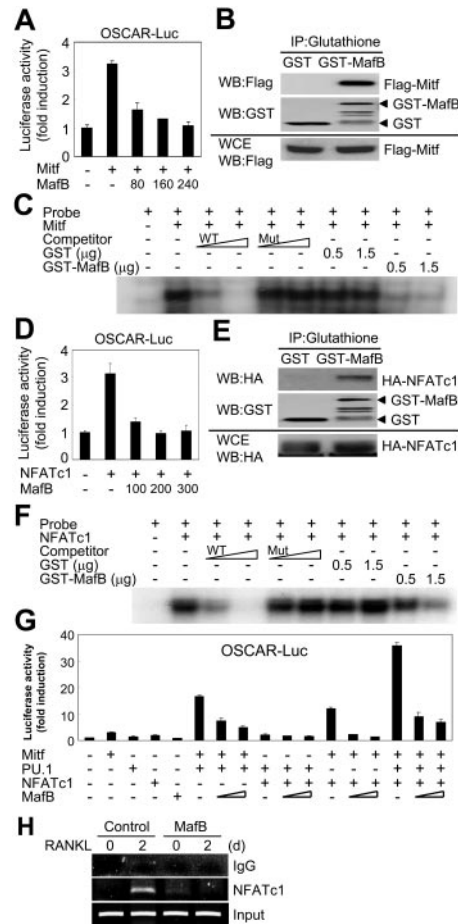 A
OSCAR-Luc
Luciferase activity
(fold induction)
4
3
2
1
0
Mitf - + + + +
MafB - - 80 160 240
B
IP:Glutathione
GST GST-MafB
WB:Flag Flag-Mitf
WB:GST GST-MafB
GST
WCE
WB:Flag Flag-Mitf
C
Probe + + + + + + + + + +
Mitf - + + + + + + + + +
Competitor - - WT Mut - - - -
GST (μg) - - - - - - 0.5 1.5 - -
GST-MafB (μg) - - - - - - - - 0.5 1.5
D
OSCAR-Luc
Luciferase activity
(fold induction)
4
3
2
1
0
NFATc1 - + + + +
MafB - - 100 200 300
E
IP:Glutathione
GST GST-MafB
WB:HA HA-NFATc1
WB:GST GST-MafB
GST
WCE
WB:HA HA-NFATc1
F
Probe + + + + + + + + + +
NFATc1 - + + + + + + + + +
Competitor - - WT Mut - - - -
GST (μg) - - - - - - 0.5 1.5 - -
GST-MafB (μg) - - - - - - - - 0.5 1.5
G
OSCAR-Luc
Luciferase activity
(fold induction)
40
30
20
10
0
Mitf - + - - - + + + - - - + + + + + +
PU.1 - - + - - + + + + + + - - - + + +
NFATc1 - - - + - - - - + + + + + + + + +
MafB - - - - + - - - -
H
Control MafB
RANKL 0 2 0 2 (d)
IgG
NFATc1
Input